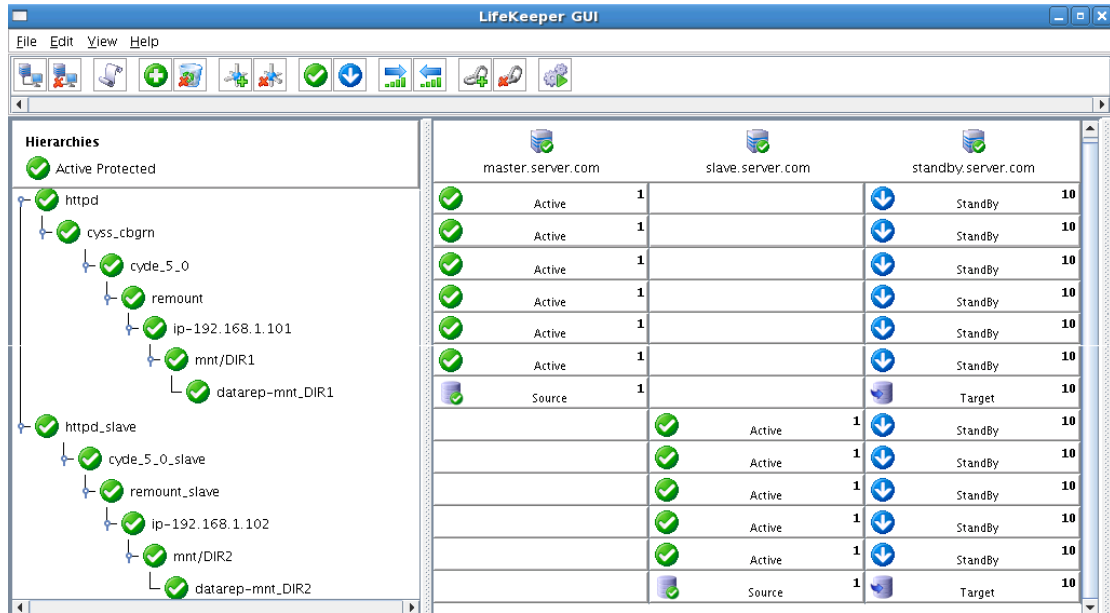 LifeKeeper GUI
File Edit View Help
Hierarchies
Active Protected
master.server.com slave.server.com standby.server.com
httpd Active 1 StandBy 10
cyss_cbgrn Active 1 StandBy 10
cyde_5_0 Active 1 StandBy 10
remount Active 1 StandBy 10
ip-192.168.1.101 Active 1 StandBy 10
mnt/DIR1 Active 1 StandBy 10
datarep-mnt_DIR1 Source 1 Target 10
httpd_slave Active 1 StandBy 10
cyde_5_0_slave Active 1 StandBy 10
remount_slave Active 1 StandBy 10
ip-192.168.1.102 Active 1 StandBy 10
mnt/DIR2 Active 1 StandBy 10
datarep-mnt_DIR2 Source 1 Target 10